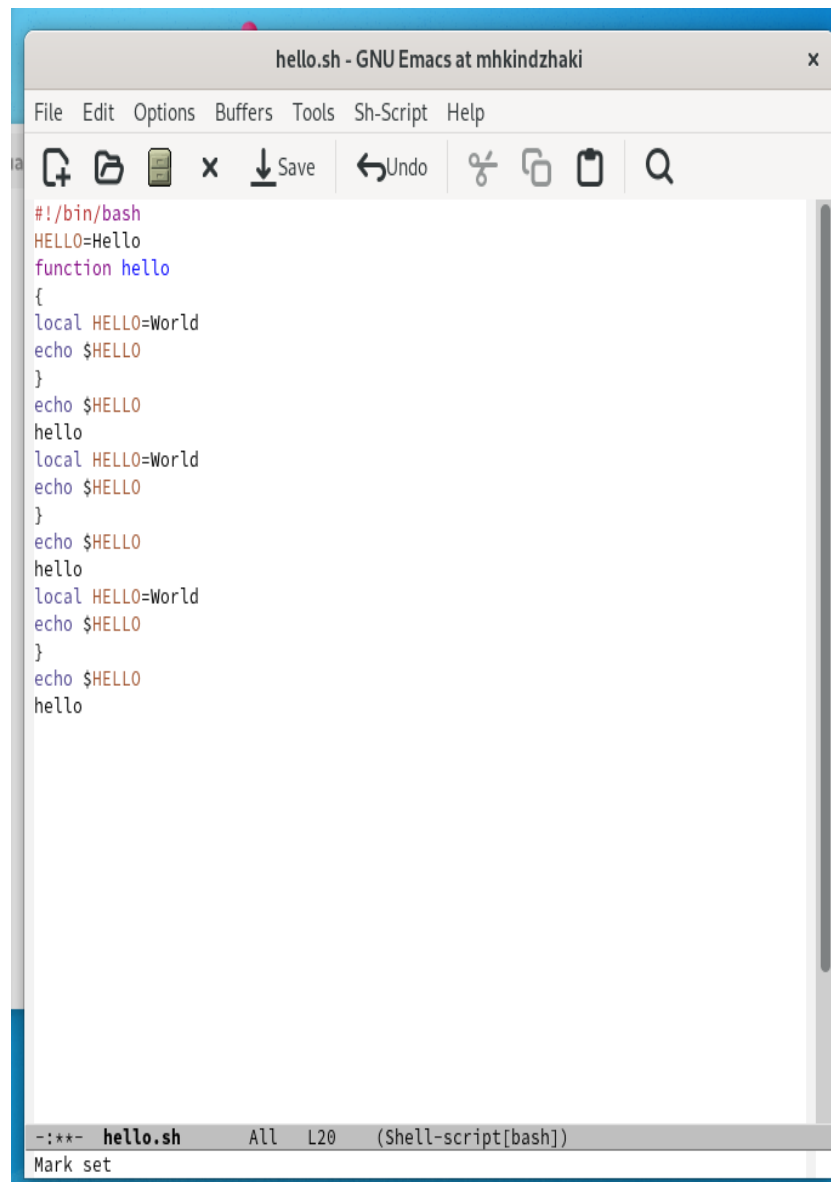 hello.sh - GNU Emacs at mhkindzhaki x
File Edit Options Buffers Tools Sh-Script Help
Save Undo
#!/bin/bash
HELLO=Hello
function hello
{
local HELLO=World
echo $HELLO
}
echo $HELLO
hello
local HELLO=World
echo $HELLO
}
echo $HELLO
hello
local HELLO=World
echo $HELLO
}
echo $HELLO
hello
-:**- hello.sh All L20 (Shell-script[bash])
Mark set